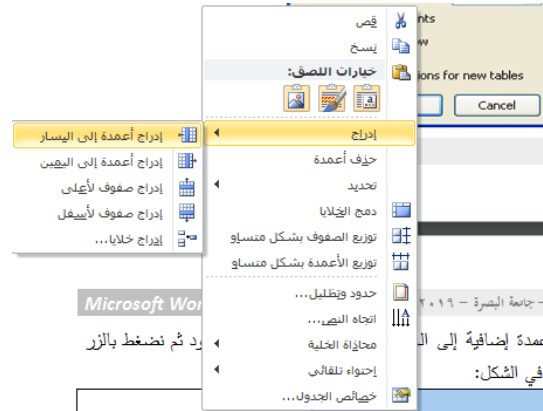 nts
قص
w
نسخ
ions for new tables
خيارات اللصق:
Cancel
إدراج
إدراج أعمدة إلى اليسار
حذف أعمدة
إدراج أعمدة إلى اليمين
تحديد
إدراج صفوف لأعلى
دمج الخلايا
إدراج صفوف لأسفل
توزيع الصفوف بشكل متساو
إدراج خلايا...
توزيع الأعمدة بشكل متساو
حدود وتظليل...
- جامعة البصرة – ٢٠١٩
Microsoft Wor
اتجاه النص...
مدة إضافية إلى ال
ود ثم نضغط بالزر
محاذاة الخلية
في الشكل:
إحتواء تلقائي
خصائص الجدول...